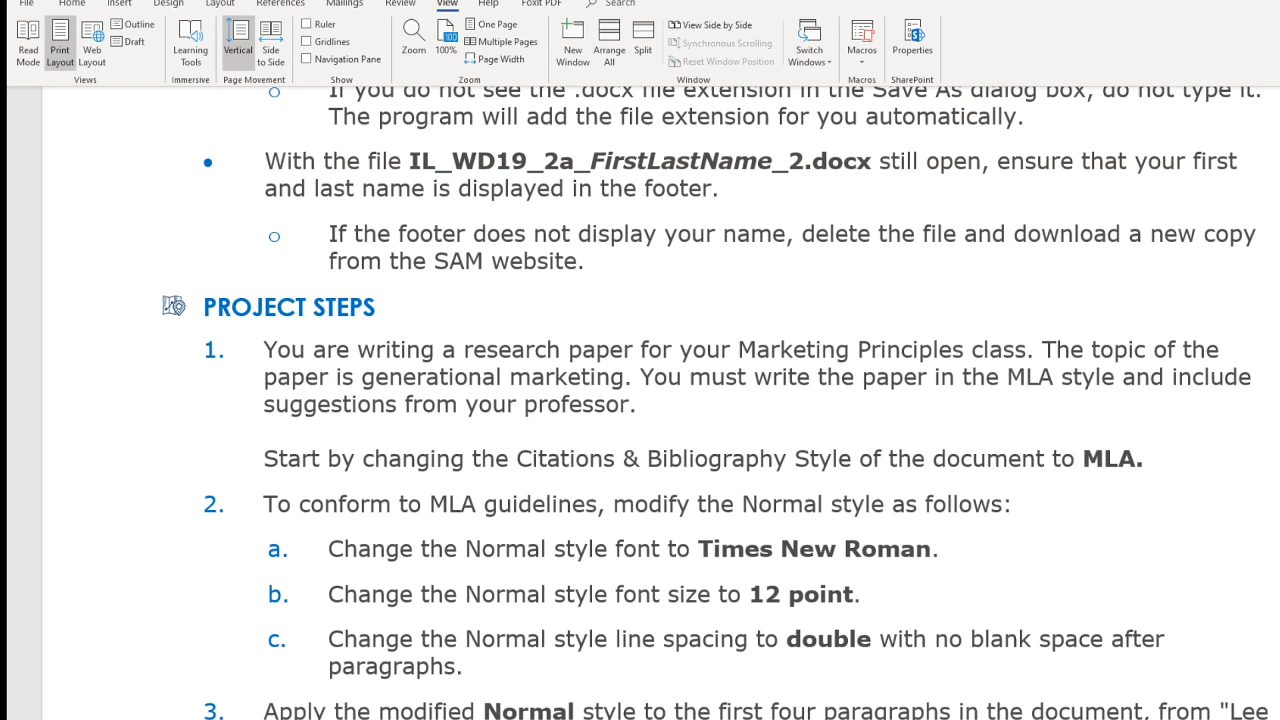 File Home Insert Design Layout References Mailings Review View Help Foxit PDF Search
Read Mode
Print Layout
Web Layout
Outline
Draft
Views
Learning Tools
Immersive
Vertical
Side to Side
Page Movement
Ruler
Gridlines
Navigation Pane
Show
Zoom
100%
One Page
Multiple Pages
Page Width
Zoom
New Window
Arrange All
Split
View Side by Side
Synchronous Scrolling
Reset Window Position
Window
Switch Windows
Macros
Macros
Properties
SharePoint
o If you do not see the .docx file extension in the Save As dialog box, do not type it.
The program will add the file extension for you automatically.
• With the file IL_WD19_2a_FirstLastName_2.docx still open, ensure that your first
and last name is displayed in the footer.
o If the footer does not display your name, delete the file and download a new copy
from the SAM website.
PROJECT STEPS
1. You are writing a research paper for your Marketing Principles class. The topic of the
paper is generational marketing. You must write the paper in the MLA style and include
suggestions from your professor.
Start by changing the Citations & Bibliography Style of the document to MLA.
2. To conform to MLA guidelines, modify the Normal style as follows:
a. Change the Normal style font to Times New Roman.
b. Change the Normal style font size to 12 point.
c. Change the Normal style line spacing to double with no blank space after
paragraphs.
3. Apply the modified Normal style to the first four paragraphs in the document, from "Lee